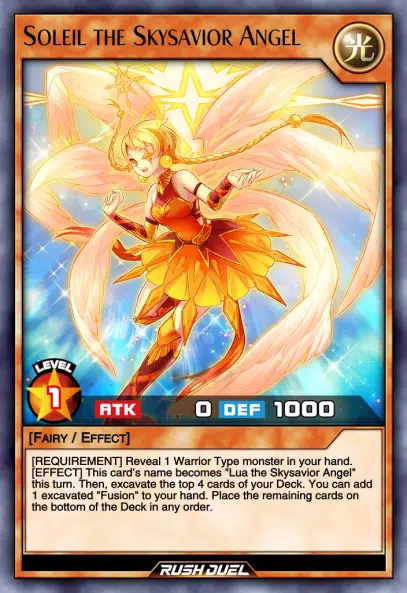 Soleil the Skysavior Angel
光
LEVEL
1
ATK 0 DEF 1000
[Fairy / Effect]
[REQUIREMENT] Reveal 1 Warrior Type monster in your hand.
[EFFECT] This card's name becomes "Lua the Skysavior Angel"
this turn. Then, excavate the top 4 cards of your Deck. You can add
1 excavated "Fusion" to your hand. Place the remaining cards on
the bottom of the Deck in any order.
RUSH DUEL